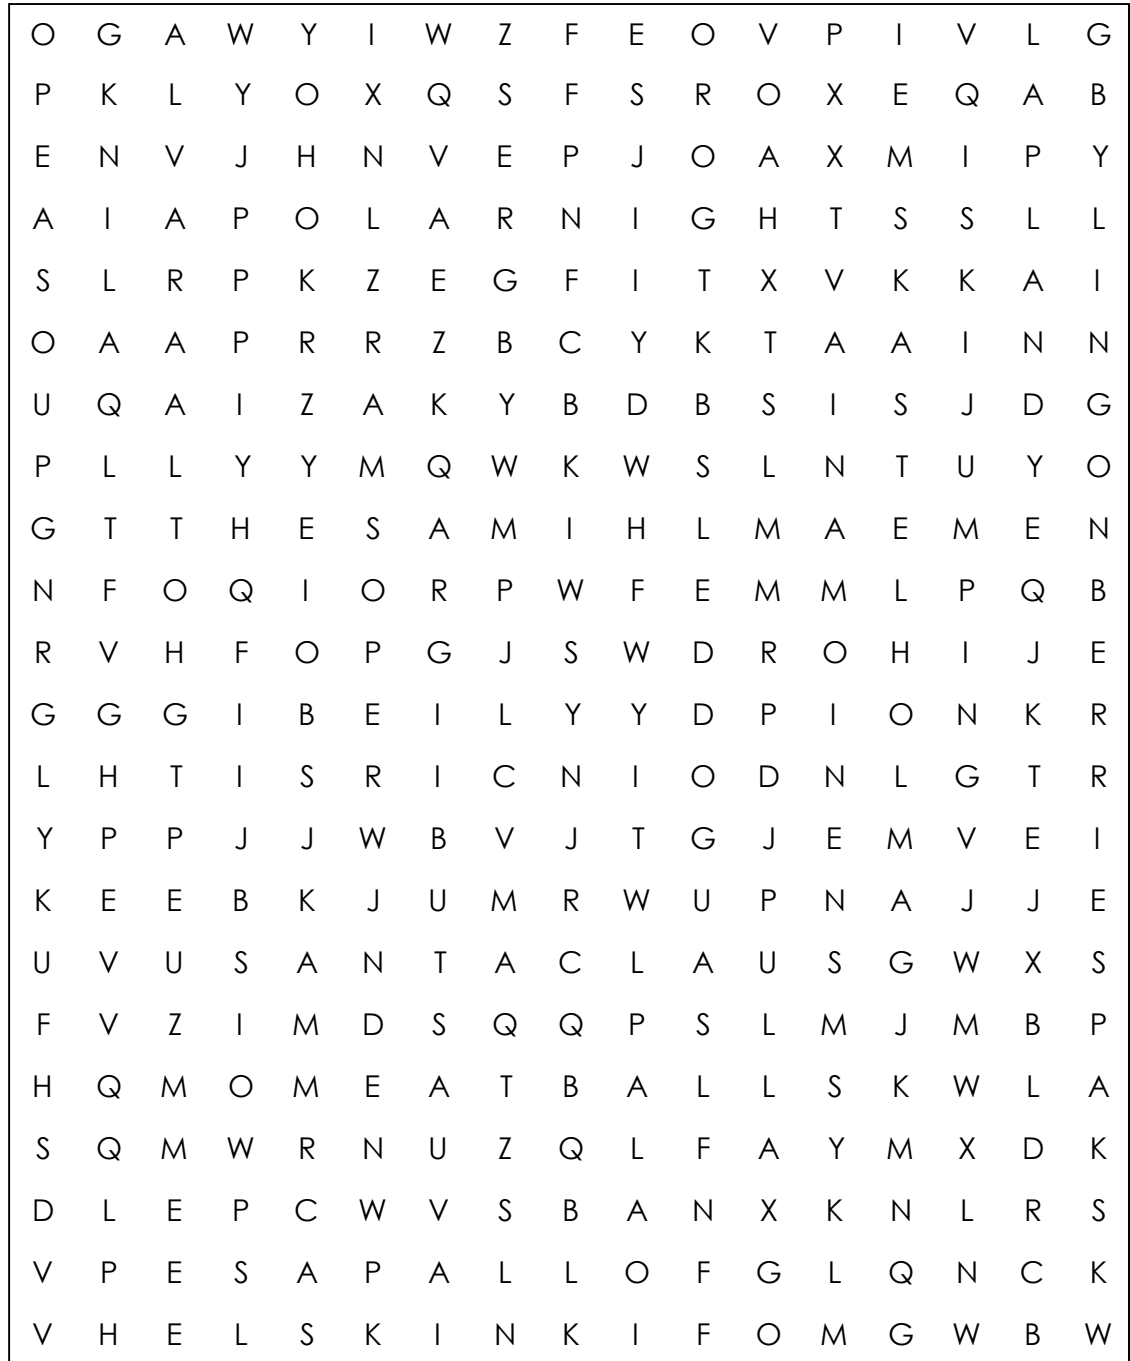 O G A W Y I W Z F E O V P I V L G
P K L Y O X Q S F S R O X E Q A B
E N V J H N V E P J O A X M I P Y
A I A P O L A R N I G H T S S L L
S L R P K Z E G F I T X V K K A I
O A A P R R Z B C Y K T A A I N N
U Q A I Z A K Y B D B S I S J D G
P L L Y Y M Q W K W S L N T U Y O
G T T H E S A M I H L M A E M E N
N F O Q I O R P W F E M M L P Q B
R V H F O P G J S W D R O H I J E
G G G I B E I L Y Y D P I O N K R
L H T I S R I C N I O D N L G T R
Y P P J J W B V J T G J E M V E I
K E E B K J U M R W U P N A J J E
U V U S A N T A C L A U S G W X S
F V Z I M D S Q Q P S L M J M B P
H Q M O M E A T B A L L S K W L A
S Q M W R N U Z Q L F A Y M X D K
D L E P C W V S B A N X K N L R S
V P E S A P A L L O F G L Q N C K
V H E L S K I N K I F O M G W B W